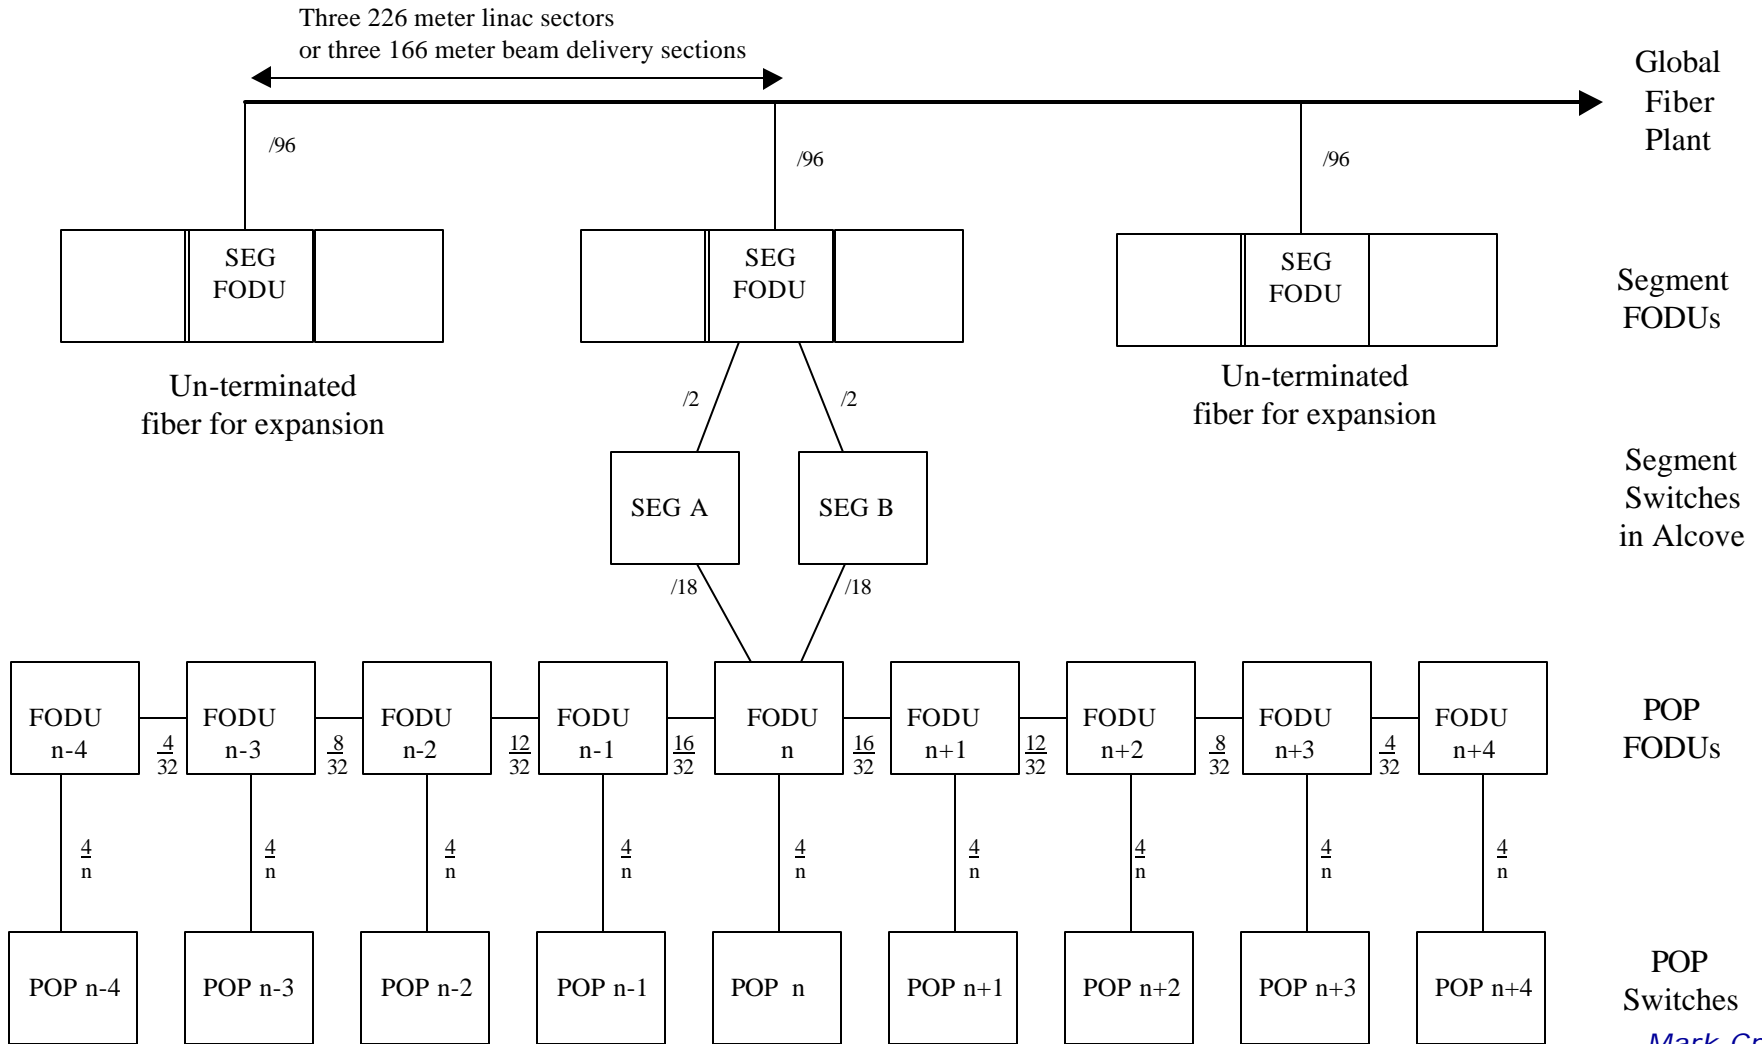 Three 226 meter linac sectors
or three 166 meter beam delivery sections
Global
Fiber
Plant
/96
/96
/96
SEG
FODU
SEG
FODU
SEG
FODU
Segment
FODUs
Un-terminated
fiber for expansion
Un-terminated
fiber for expansion
/2
/2
SEG A
SEG B
Segment
Switches
in Alcove
/18
/18
FODU
n-4
FODU
n-3
FODU
n-2
FODU
n-1
FODU
n
FODU
n+1
FODU
n+2
FODU
n+3
FODU
n+4
4
32
8
32
12
32
16
32
16
32
12
32
8
32
4
32
POP
FODUs
4
n
4
n
4
n
4
n
4
n
4
n
4
n
4
n
4
n
POP n-4
POP n-3
POP n-2
POP n-1
POP n
POP n+1
POP n+2
POP n+3
POP n+4
POP
Switches
Mark